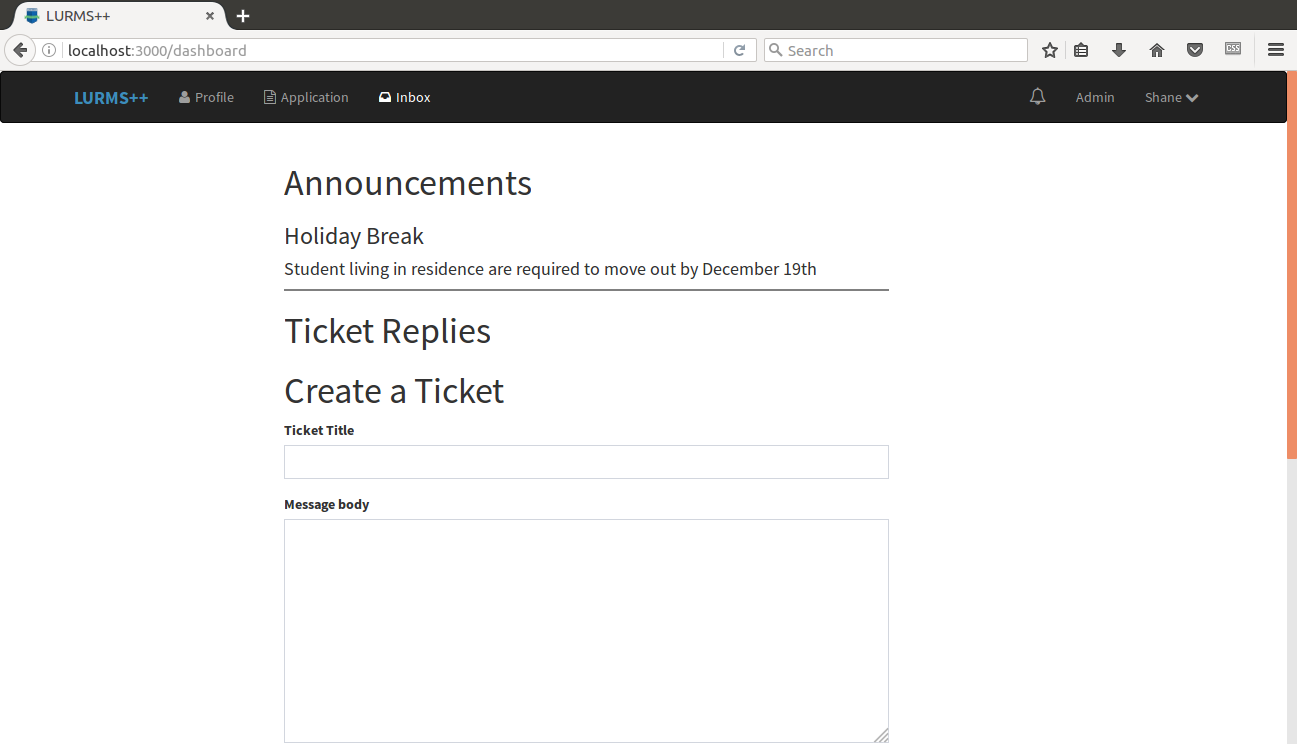 LURMS++
localhost:3000/dashboard
Search
CSS
LURMS++ Profile Application Inbox Admin Shane
Announcements
Holiday Break
Student living in residence are required to move out by December 19th
Ticket Replies
Create a Ticket
Ticket Title
Message body